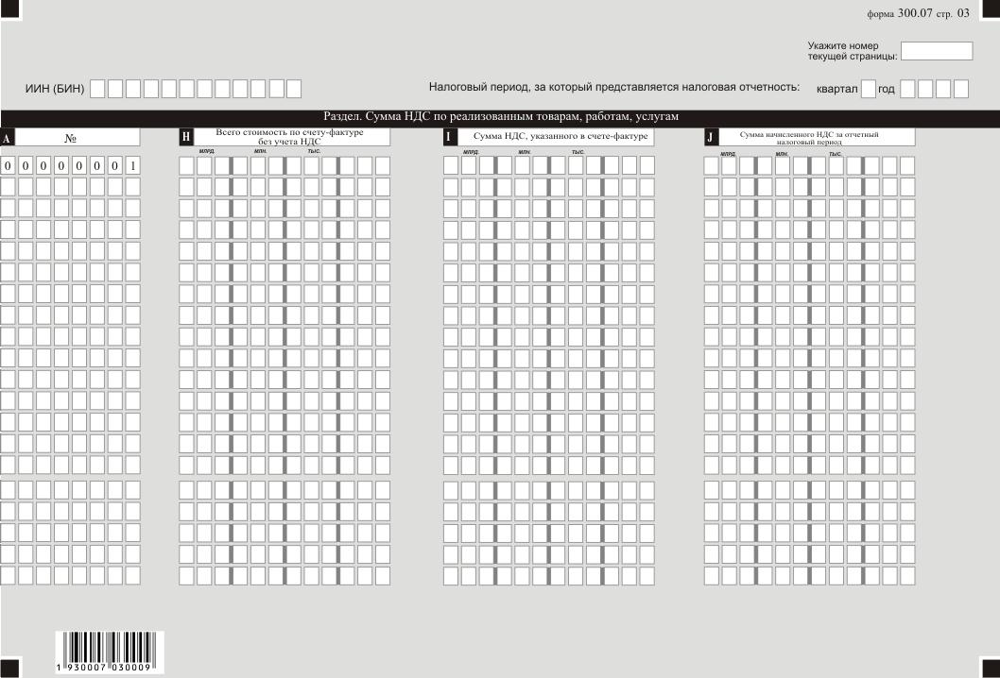 форма 300.07 стр. 03
Укажите номер
текущей страницы:
ИИН (БИН)
Налоговый период, за который представляется налоговая отчетность: квартал год
Раздел. Сумма НДС по реализованным товарам, работам, услугам
A №
H Всего стоимость по счету-фактуре
без учета НДС
I Сумма НДС, указанного в счете-фактуре
J Сумма начисленного НДС за отчетный
налоговый период
МЛРД. МЛН. ТЫС.
МЛРД. МЛН. ТЫС.
МЛРД. МЛН. ТЫС.
0 0 0 0 0 0 0 1
1 930007 030009